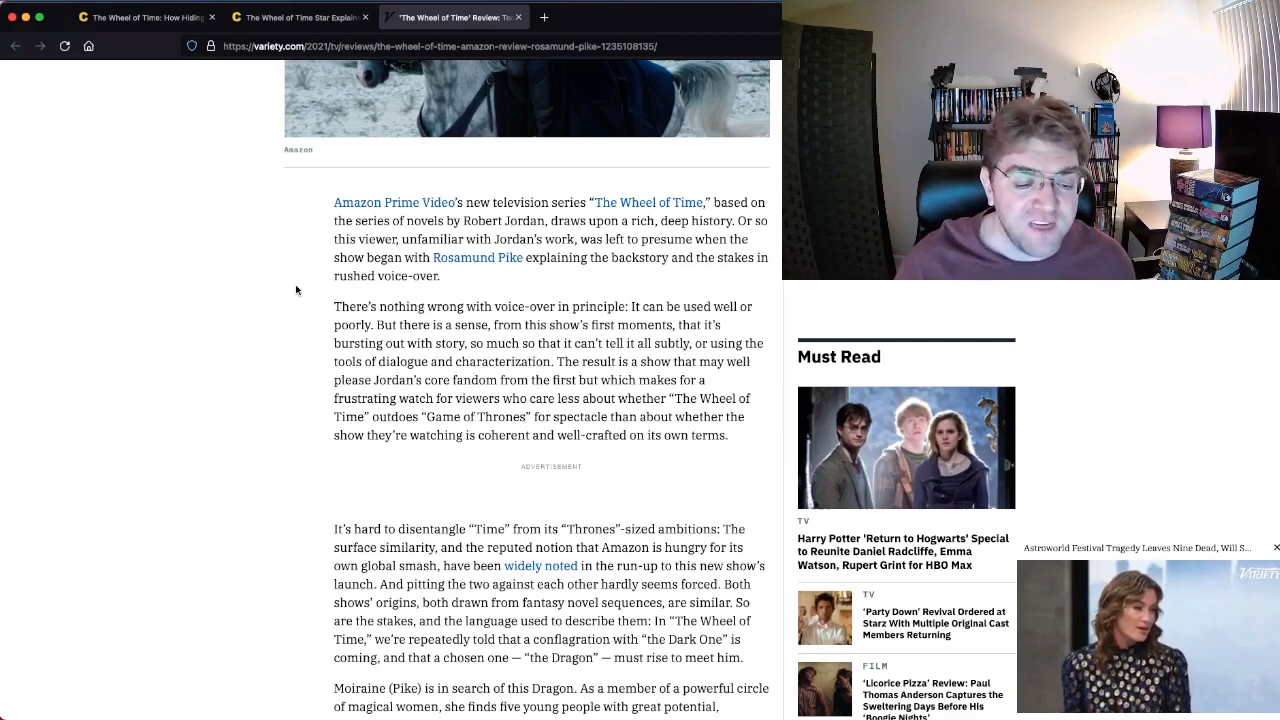 The Wheel of Time: How Hiding
The Wheel of Time Star Explain
'The Wheel of Time' Review: Too
https://variety.com/2021/tv/reviews/the-wheel-of-time-amazon-review-rosamund-pike-1235108135/
Amazon
Amazon Prime Video's new television series “The Wheel of Time,” based on
the series of novels by Robert Jordan, draws upon a rich, deep history. Or so
this viewer, unfamiliar with Jordan's work, was left to presume when the
show began with Rosamund Pike explaining the backstory and the stakes in
rushed voice-over.
There's nothing wrong with voice-over in principle: It can be used well or
poorly. But there is a sense, from this show's first moments, that it's
bursting out with story, so much so that it can't tell it all subtly, or using the
tools of dialogue and characterization. The result is a show that may well
please Jordan's core fandom from the first but which makes for a
frustrating watch for viewers who care less about whether “The Wheel of
Time” outdoes “Game of Thrones” for spectacle than about whether the
show they're watching is coherent and well-crafted on its own terms.
ADVERTISEMENT
It's hard to disentangle “Time” from its “Thrones”-sized ambitions: The
surface similarity, and the reputed notion that Amazon is hungry for its
own global smash, have been widely noted in the run-up to this new show's
launch. And pitting the two against each other hardly seems forced. Both
shows' origins, both drawn from fantasy novel sequences, are similar. So
are the stakes, and the language used to describe them: In “The Wheel of
Time,” we're repeatedly told that a conflagration with “the Dark One” is
coming, and that a chosen one — “the Dragon” — must rise to meet him.
Moiraine (Pike) is in search of this Dragon. As a member of a powerful circle
of magical women, she finds five young people with great potential,
Must Read
TV
Harry Potter 'Return to Hogwarts' Special
to Reunite Daniel Radcliffe, Emma
Watson, Rupert Grint for HBO Max
TV
‘Party Down’ Revival Ordered at
Starz With Multiple Original Cast
Members Returning
FILM
‘Licorice Pizza’ Review: Paul
Thomas Anderson Captures the
Sweltering Days Before His
‘Boogie Nights’
Astroworld Festival Tragedy Leaves Nine Dead, Will S...
VARIETY